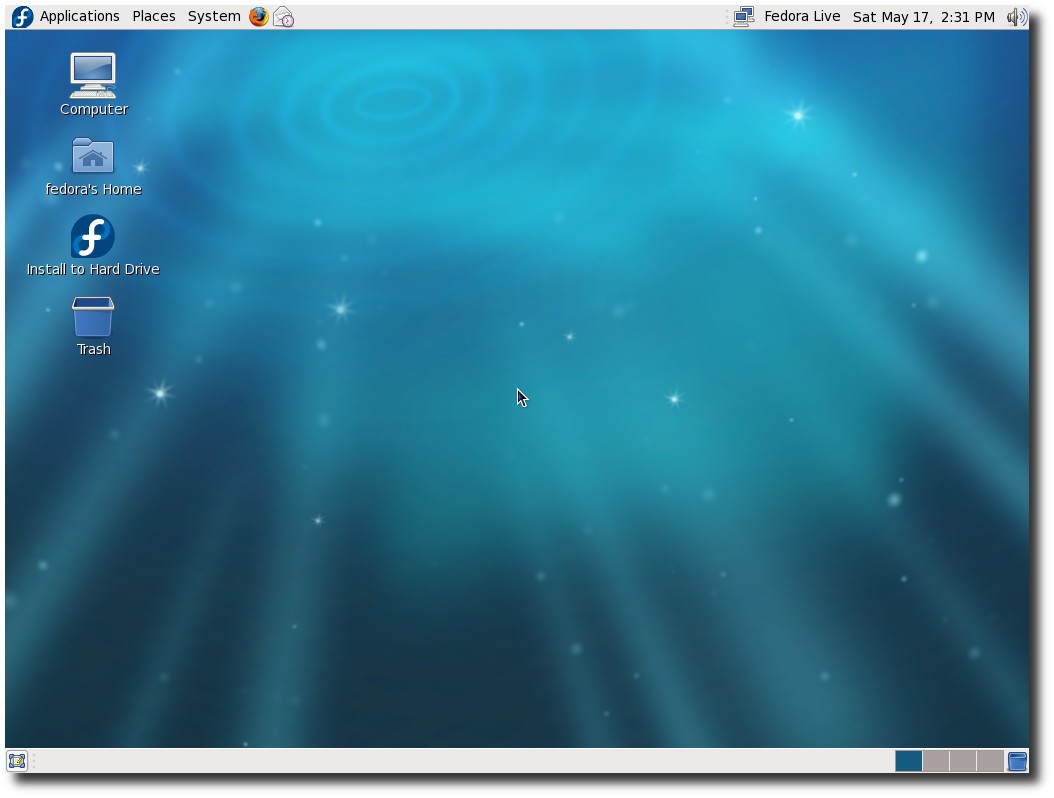 Applications Places System Fedora Live Sat May 17, 2:31 PM
Computer
fedora's Home
Install to Hard Drive
Trash